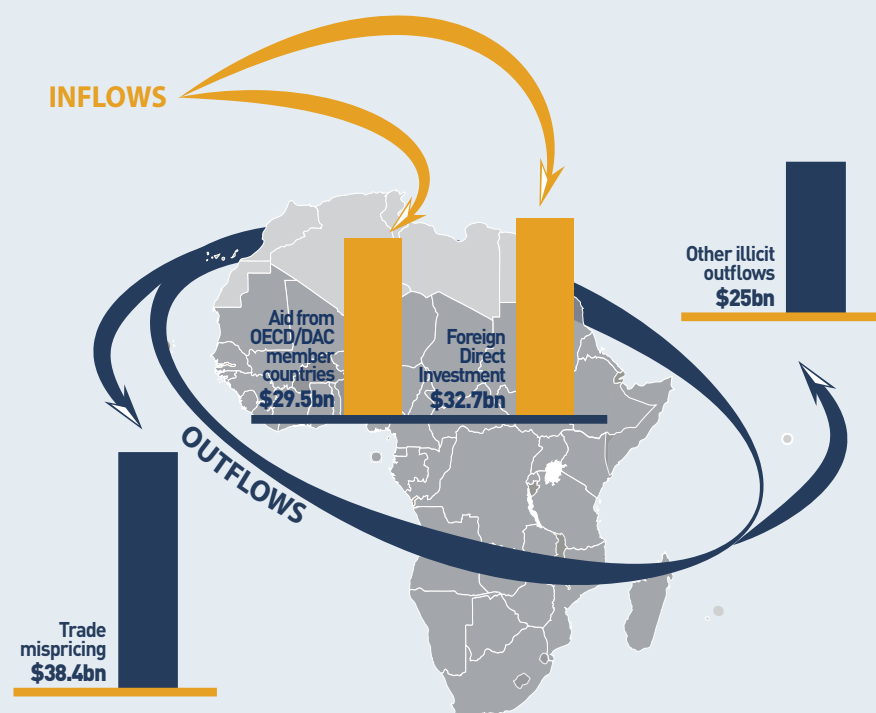 INFLOWS
Aid from
OECD/DAC
member
countries
$29.5bn
Foreign
Direct
Investment
$32.7bn
Other illicit
outflows
$25bn
OUTFLOWS
Trade
mispricing
$38.4bn